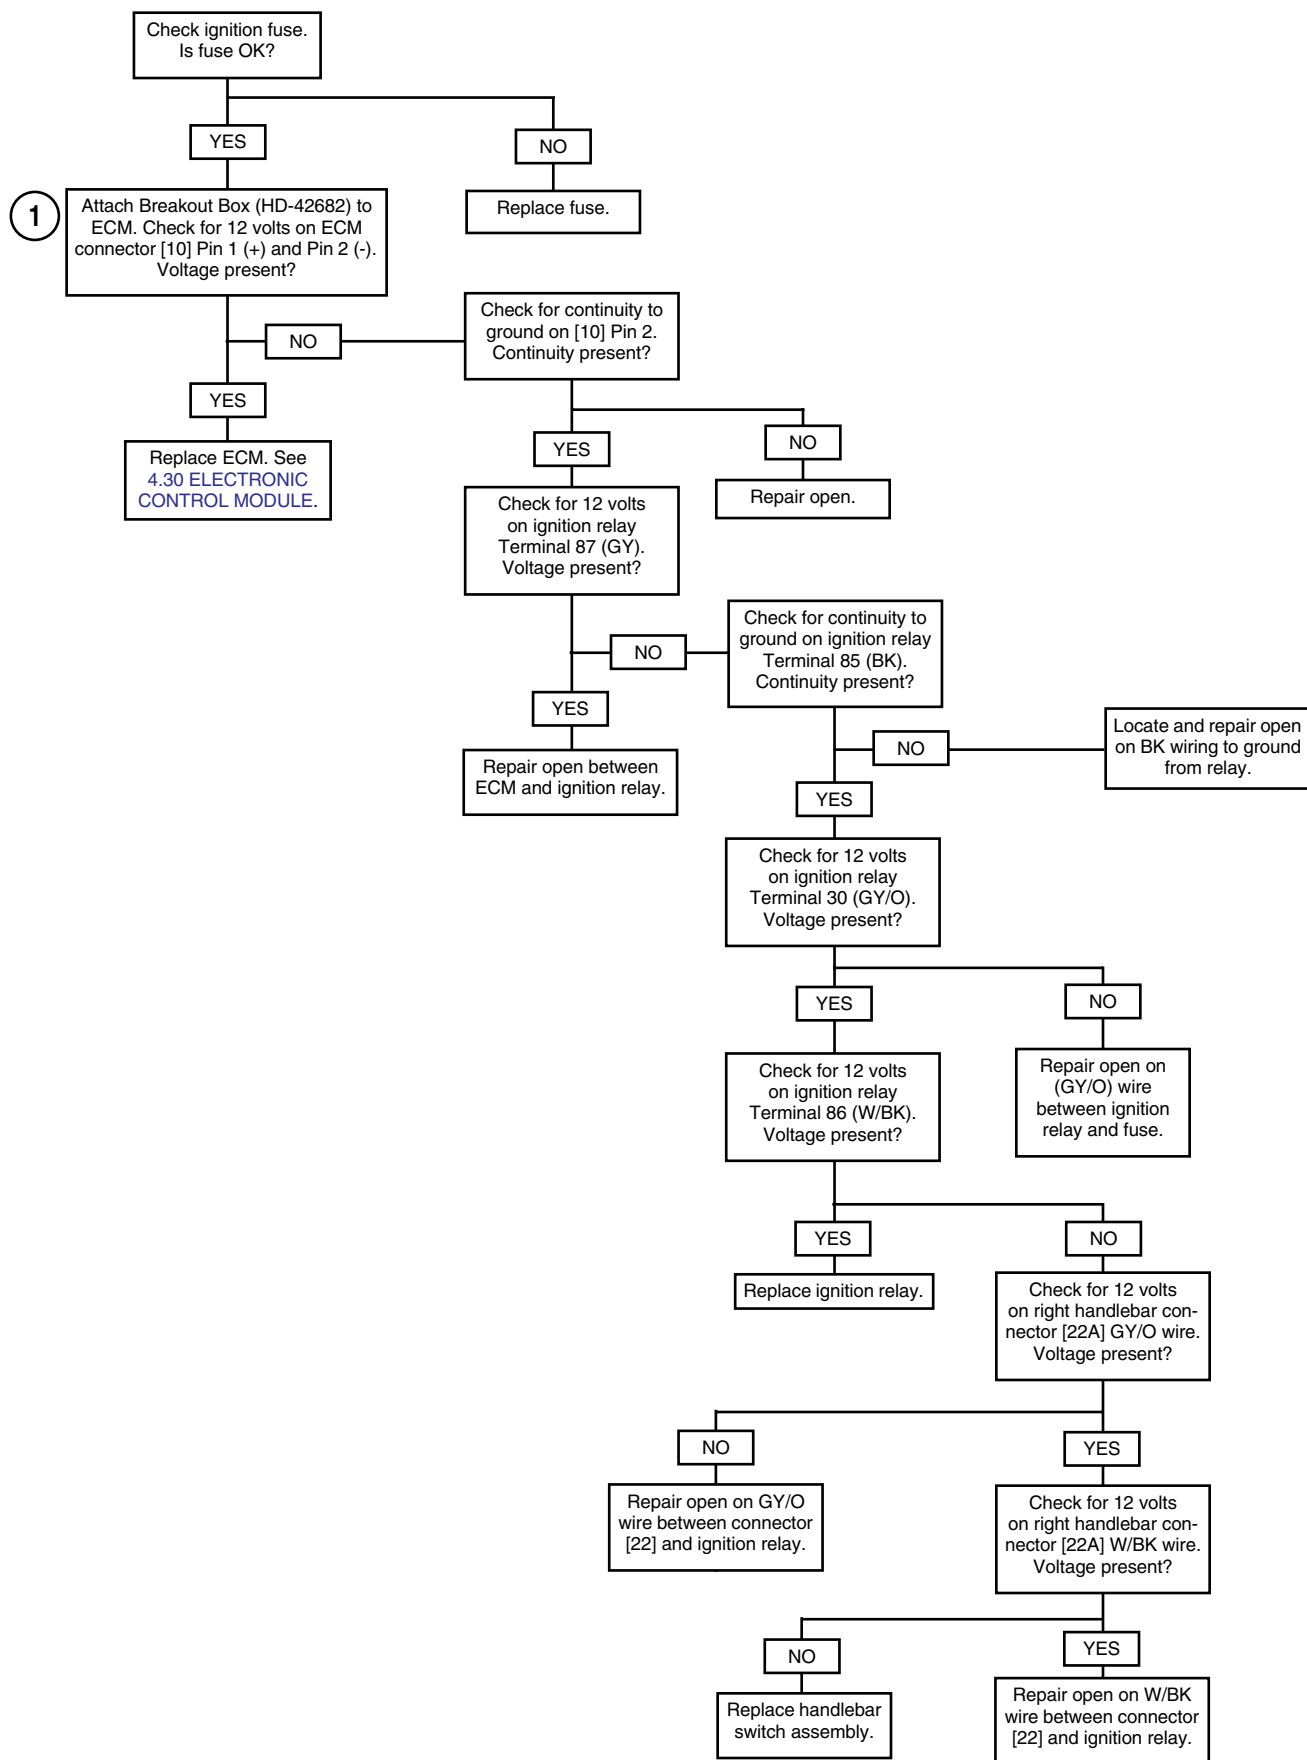 Check ignition fuse.
Is fuse OK?
YES
NO
Replace fuse.
1
Attach Breakout Box (HD-42682) to
ECM. Check for 12 volts on ECM
connector [10] Pin 1 (+) and Pin 2 (-).
Voltage present?
NO
Check for continuity to
ground on [10] Pin 2.
Continuity present?
YES
Replace ECM. See
4.30 ELECTRONIC
CONTROL MODULE.
YES
NO
Repair open.
Check for 12 volts
on ignition relay
Terminal 87 (GY).
Voltage present?
NO
Check for continuity to
ground on ignition relay
Terminal 85 (BK).
Continuity present?
YES
Repair open between
ECM and ignition relay.
NO
Locate and repair open
on BK wiring to ground
from relay.
YES
Check for 12 volts
on ignition relay
Terminal 30 (GY/O).
Voltage present?
YES
NO
Check for 12 volts
on ignition relay
Terminal 86 (W/BK).
Voltage present?
Repair open on
(GY/O) wire
between ignition
relay and fuse.
YES
NO
Replace ignition relay.
Check for 12 volts
on right handlebar con-
nector [22A] GY/O wire.
Voltage present?
NO
YES
Repair open on GY/O
wire between connector
[22] and ignition relay.
Check for 12 volts
on right handlebar con-
nector [22A] W/BK wire.
Voltage present?
NO
YES
Replace handlebar
switch assembly.
Repair open on W/BK
wire between connector
[22] and ignition relay.